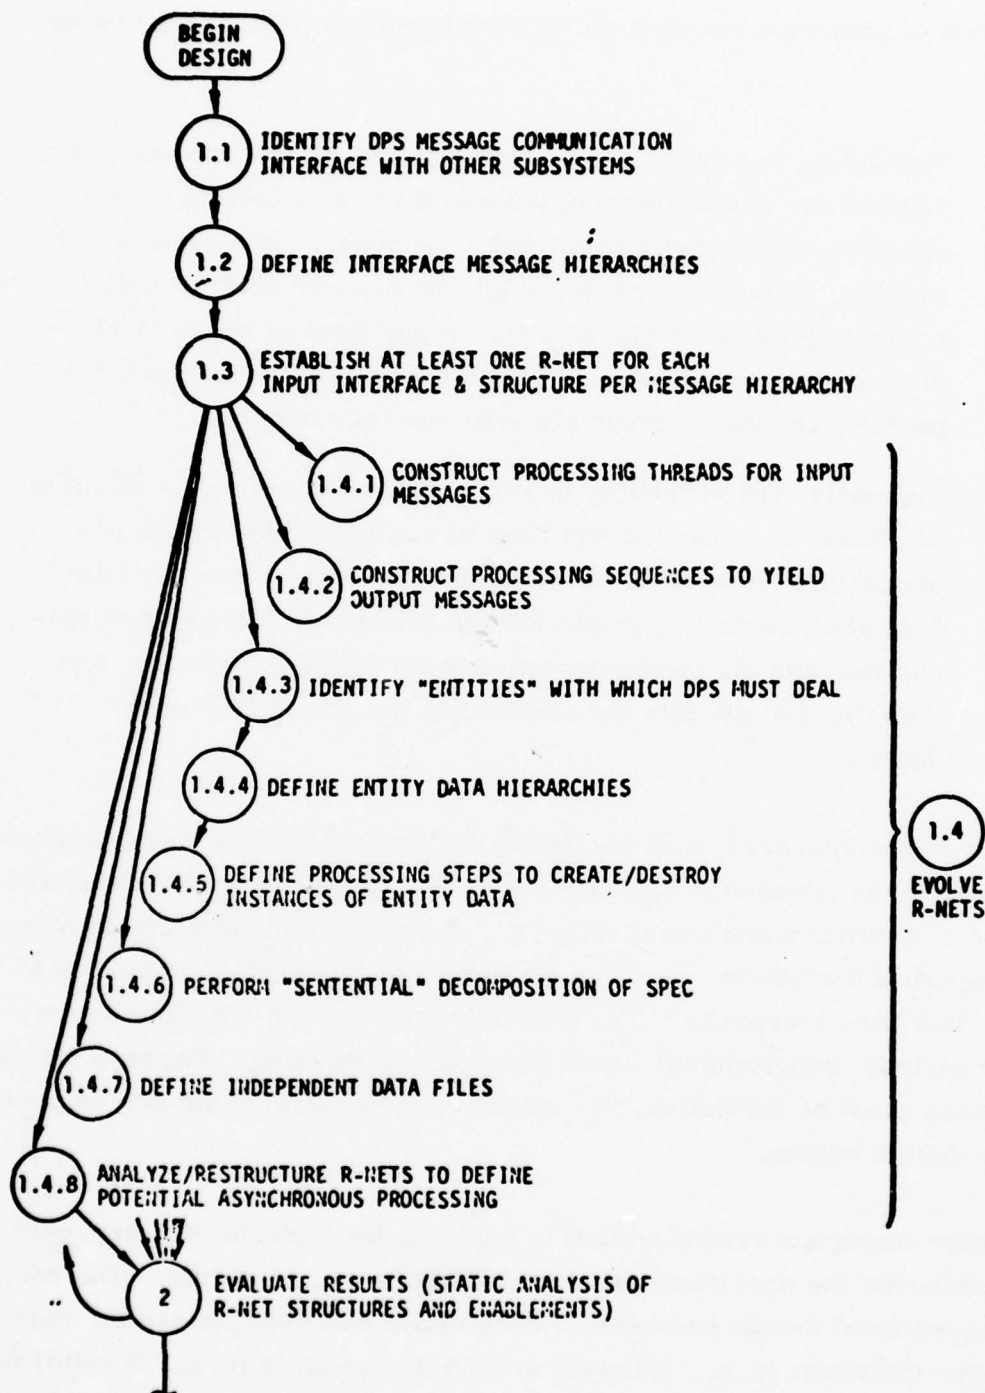 BEGIN
DESIGN
1.1
IDENTIFY DPS MESSAGE COMMUNICATION
INTERFACE WITH OTHER SUBSYSTEMS
1.2
DEFINE INTERFACE MESSAGE HIERARCHIES
1.3
ESTABLISH AT LEAST ONE R-NET FOR EACH
INPUT INTERFACE & STRUCTURE PER MESSAGE HIERARCHY
1.4.1
CONSTRUCT PROCESSING THREADS FOR INPUT
MESSAGES
1.4.2
CONSTRUCT PROCESSING SEQUENCES TO YIELD
OUTPUT MESSAGES
1.4.3
IDENTIFY "ENTITIES" WITH WHICH DPS MUST DEAL
1.4.4
DEFINE ENTITY DATA HIERARCHIES
1.4.5
DEFINE PROCESSING STEPS TO CREATE/DESTROY
INSTANCES OF ENTITY DATA
1.4.6
PERFORM "SENTENTIAL" DECOMPOSITION OF SPEC
1.4.7
DEFINE INDEPENDENT DATA FILES
1.4.8
ANALYZE/RESTRUCTURE R-NETS TO DEFINE
POTENTIAL ASYNCHRONOUS PROCESSING
1.4
EVOLVE
R-NETS
2
EVALUATE RESULTS (STATIC ANALYSIS OF
R-NET STRUCTURES AND ENABLEMENTS)